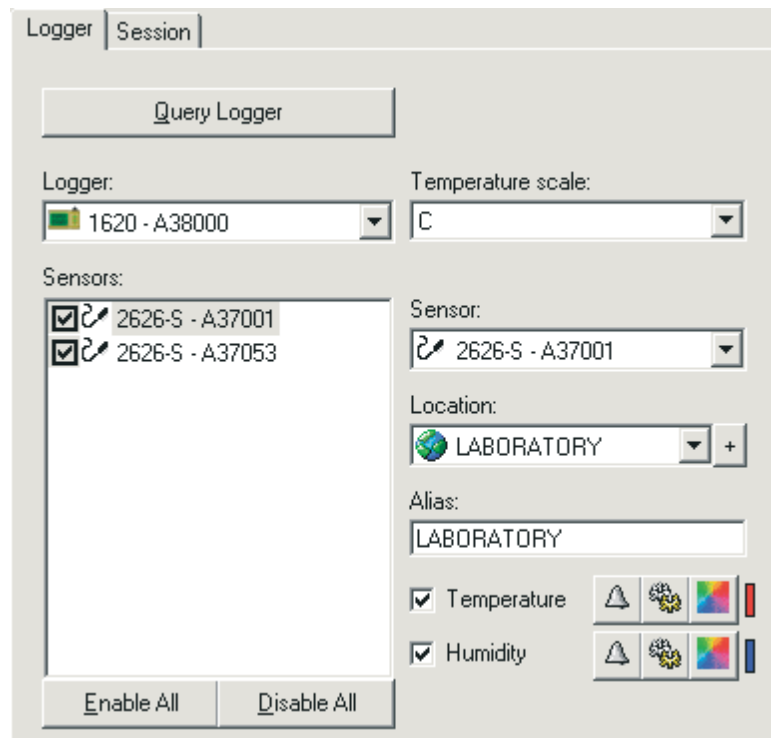 Logger
Session
Query Logger
Logger:
1620 - A38000
Temperature scale:
C
Sensors:
2626-S - A37001
2626-S - A37053
Sensor:
2626-S - A37001
Location:
LABORATORY
+
Alias:
LABORATORY
Temperature
Humidity
Enable All
Disable All